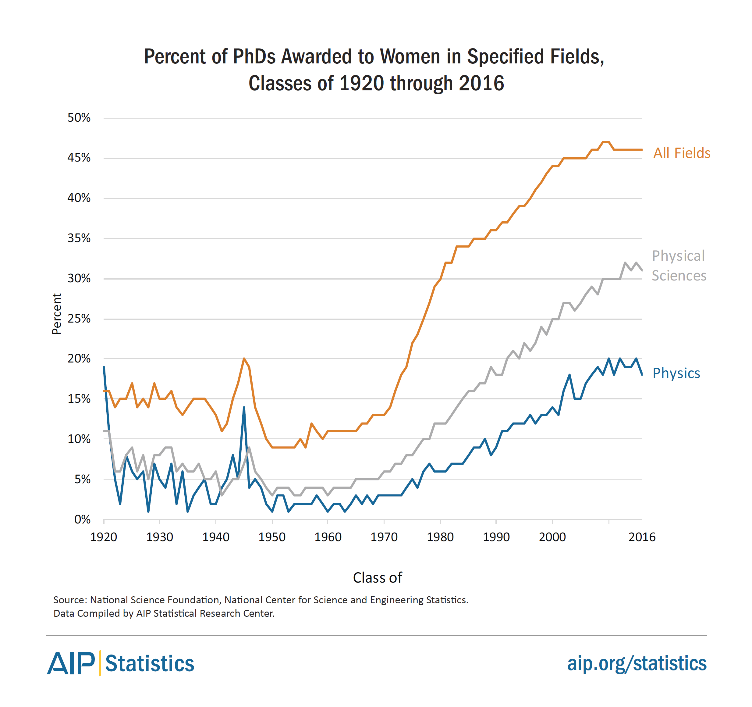 Percent of PhDs Awarded to Women in Specified Fields,
Classes of 1920 through 2016
50%
45%
40%
35%
30%
25%
20%
15%
10%
5%
0%
Percent
All Fields
Physical
Sciences
Physics
1920 1930 1940 1950 1960 1970 1980 1990 2000 2016
Class of
Source: National Science Foundation, National Center for Science and Engineering Statistics.
Data Compiled by AIP Statistical Research Center.
AIP Statistics aip.org/statistics